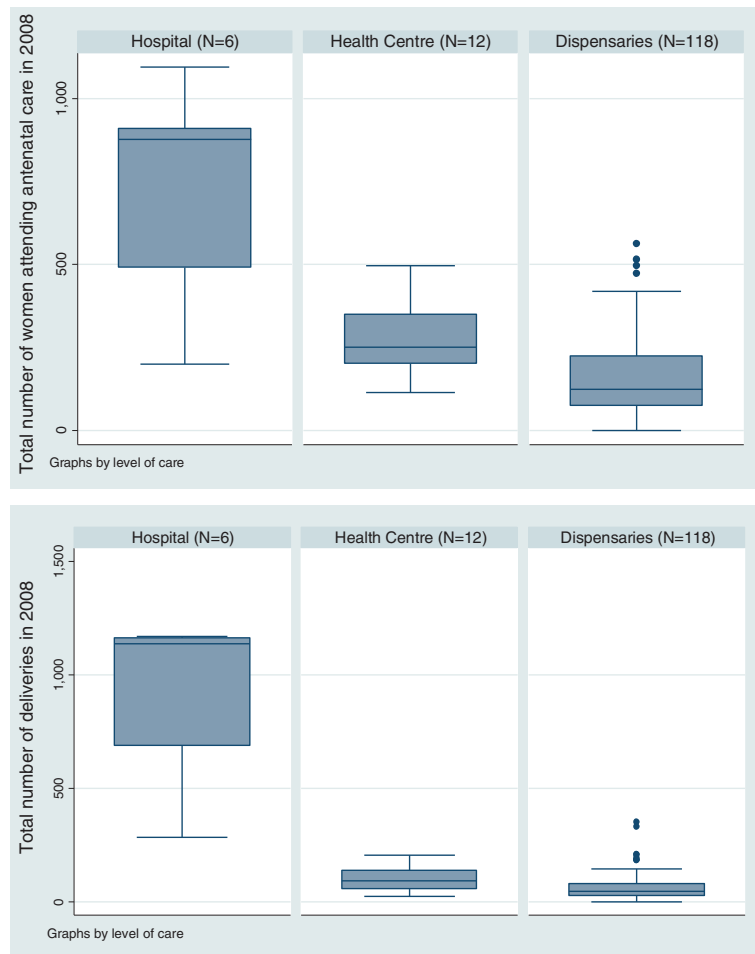 Total number of women attending antenatal care in 2008
Hospital (N=6)
Health Centre (N=12)
Dispensaries (N=118)
1,000
500
0
Graphs by level of care
Total number of deliveries in 2008
Hospital (N=6)
Health Centre (N=12)
Dispensaries (N=118)
1,500
1,000
500
0
Graphs by level of care